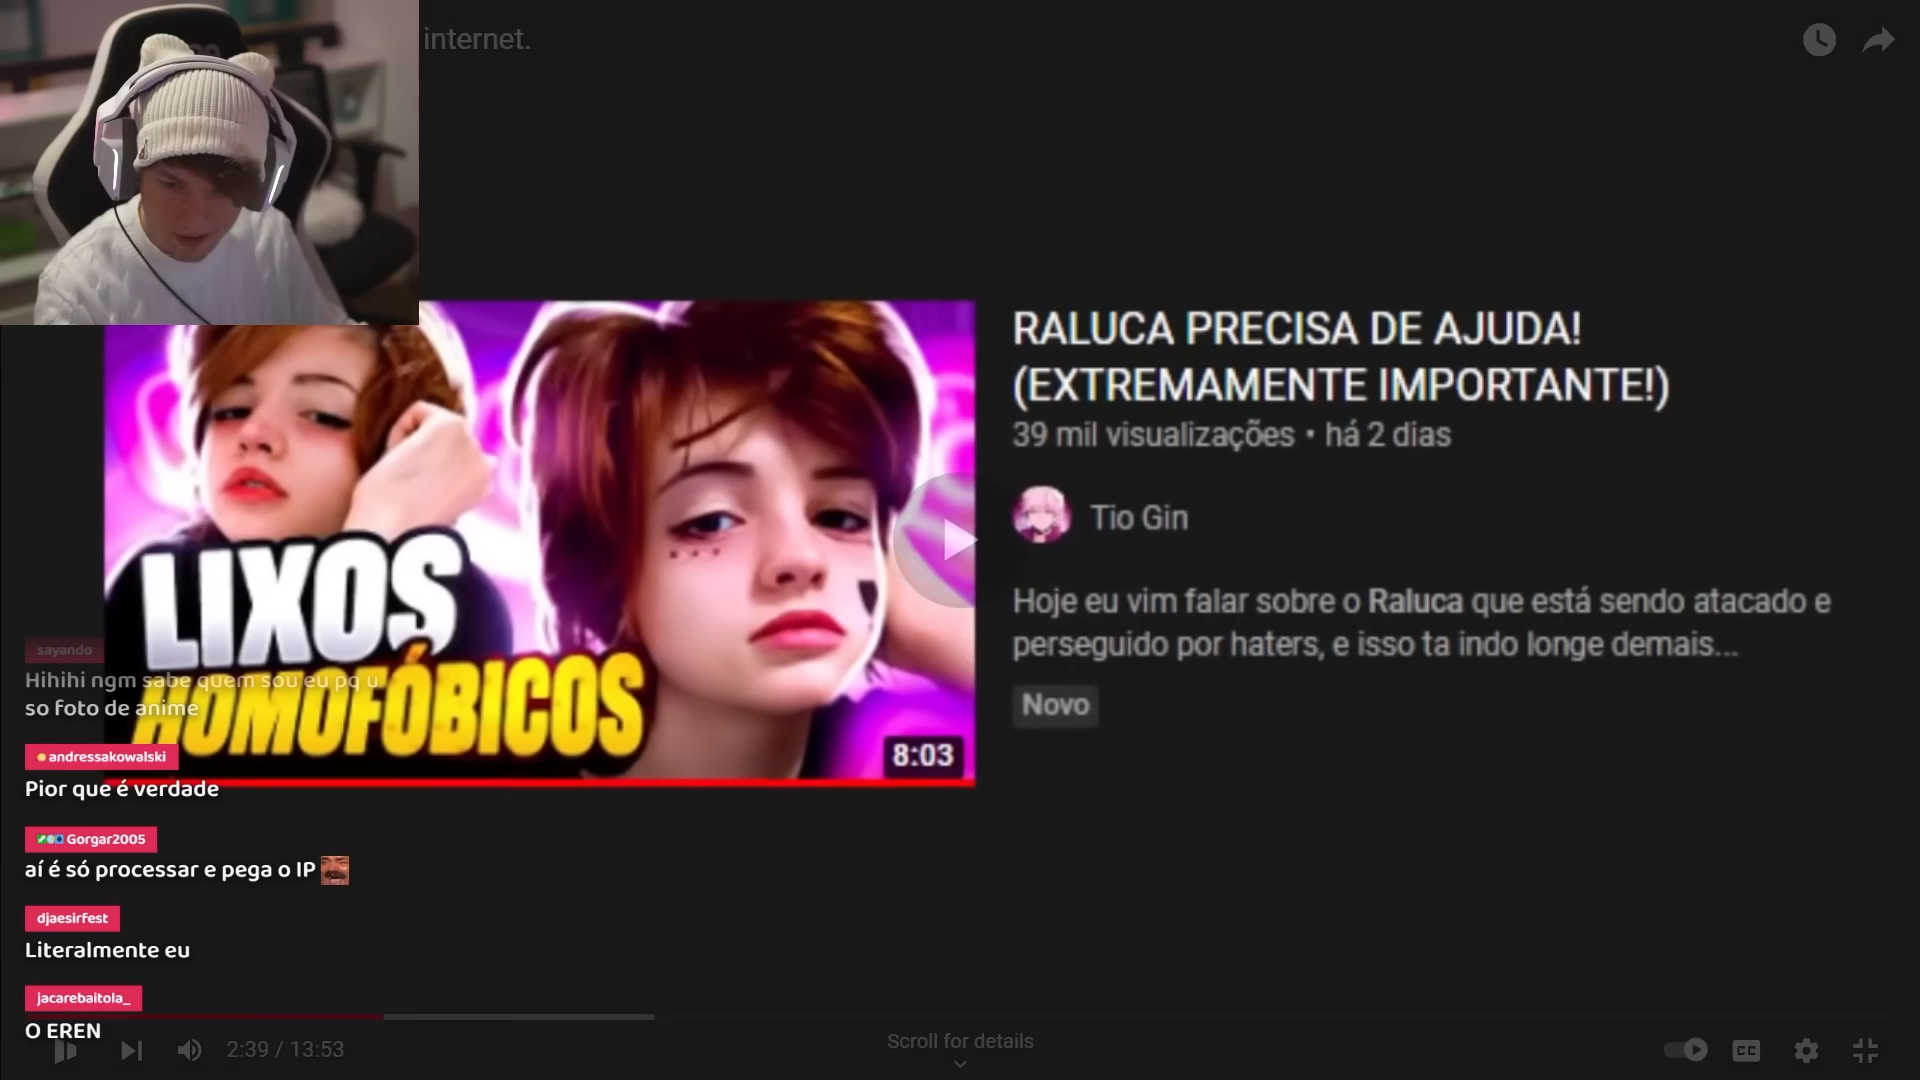 internet.
RALUCA PRECISA DE AJUDA!
(EXTREMAMENTE IMPORTANTE!)
39 mil visualizações • há 2 dias
Tio Gin
Hoje eu vim falar sobre o Raluca que está sendo atacado e
perseguido por haters, e isso ta indo longe demais...
Novo
LIXOS
HOMOFÓBICOS
8:03
sayando
Hihihi ngm sabe quem sou eu pq u
so foto de anime
andressakowalski
Pior que é verdade
Gorgar2005
aí é só processar e pega o IP
djaesirfest
Literalmente eu
jacarebaitola_
O EREN
2:39 / 13:53
Scroll for details
CC